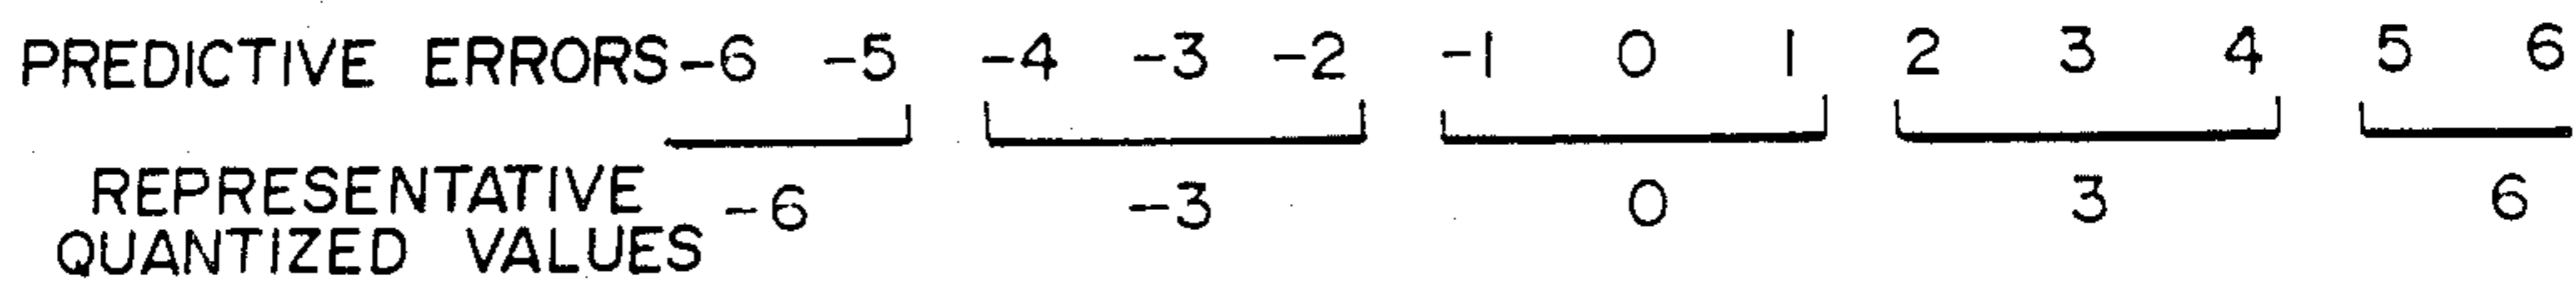 PREDICTIVE ERRORS -6 -5 -4 -3 -2 -1 0 1 2 3 4 5 6
REPRESENTATIVE
QUANTIZED VALUES -6 -3 0 3 6